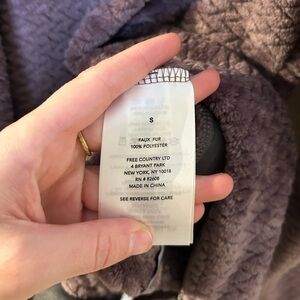 S
FAUX FUR
100% POLYESTER
FREE COUNTRY LTD
4 BRYANT PARK
NEW YORK, NY 10018
RN # 82608
MADE IN CHINA
SEE REVERSE FOR CARE